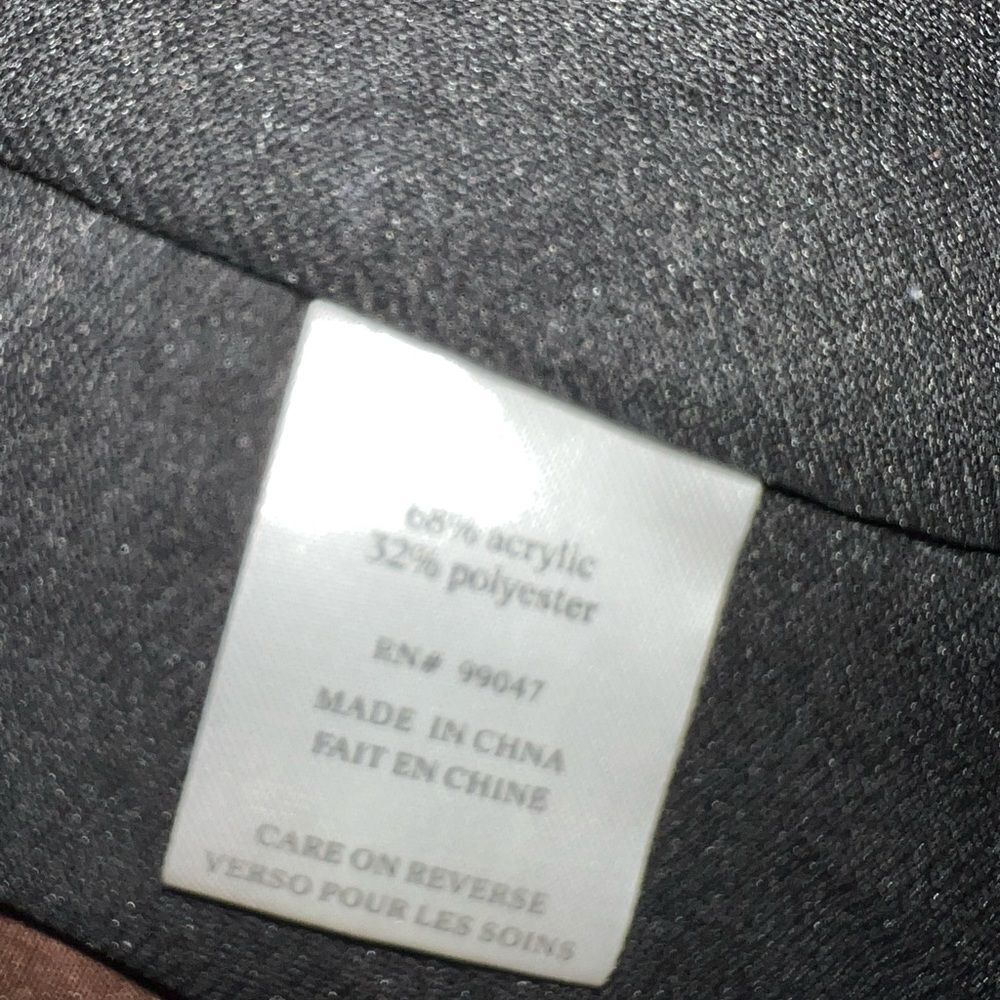 68% acrylic
32% polyester
RN# 99047
MADE IN CHNA
FAIT EN CHINE
CARE ON REVERSE
VERSO POUR LES SOINS